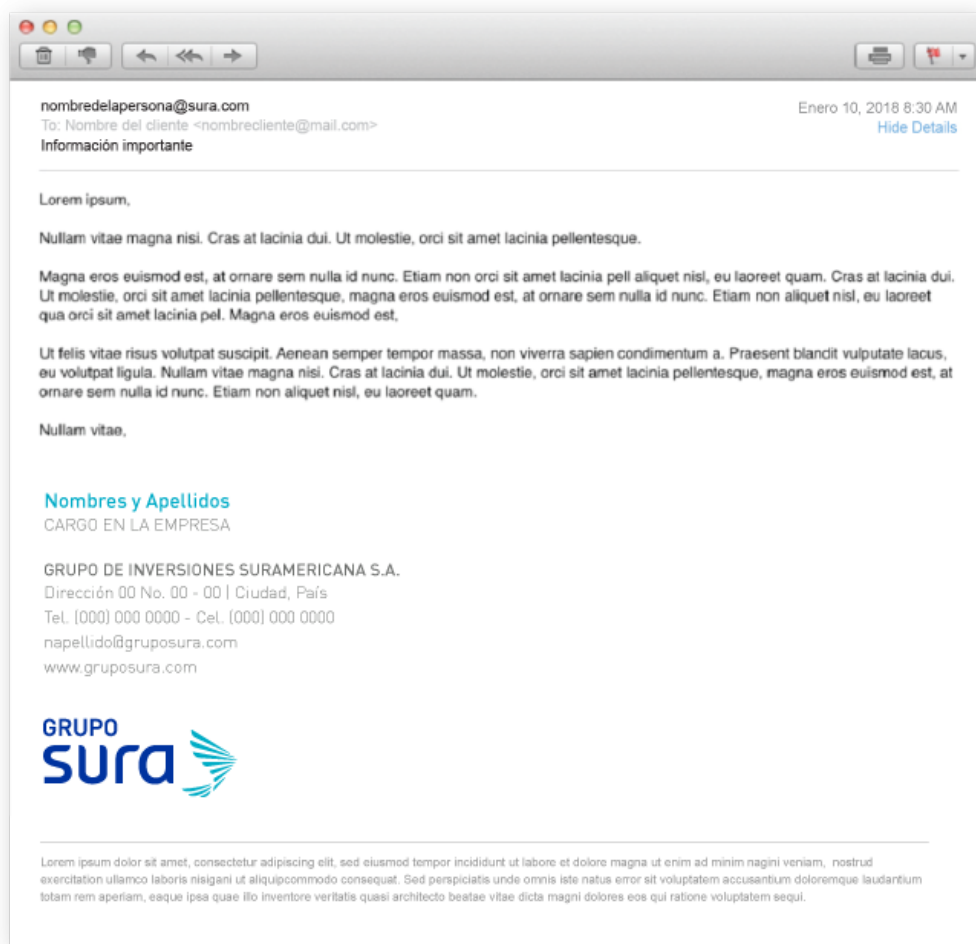 nombredelapersona@sura.com
Enero 10, 2018 8:30 AM
To: Nombre del cliente <nombrecliente@mail.com>
Hide Details
Información importante
Lorem ipsum,
Nullam vitae magna nisi. Cras at lacinia dui. Ut molestie, orci sit amet lacinia pellentesque.
Magna eros euismod est, at ornare sem nulla id nunc. Etiam non orci sit amet lacinia pell aliquet nisl, eu laoreet quam. Cras at lacinia dui.
Ut molestie, orci sit amet lacinia pellentesque, magna eros euismod est, at ornare sem nulla id nunc. Etiam non aliquet nisl, eu laoreet
qua orci sit amet lacinia pel. Magna eros euismod est,
Ut felis vitae risus volutpat suscipit. Aenean semper tempor massa, non viverra sapien condimentum a. Praesent blandit vulputate lacus,
eu volutpat ligula. Nullam vitae magna nisi. Cras at lacinia dui. Ut molestie, orci sit amet lacinia pellentesque, magna eros euismod est, at
ornare sem nulla id nunc. Etiam non aliquet nisl, eu laoreet quam.
Nullam vitae,
Nombres y Apellidos
CARGO EN LA EMPRESA
GRUPO DE INVERSIONES SURAMERICANA S.A.
Dirección 00 No. 00 - 00 | Ciudad, País
Tel. (000) 000 0000 - Cel. (000) 000 0000
napellido@gruposura.com
www.gruposura.com
GRUPO
sura
Lorem ipsum dolor sit amet, consectetur adipiscing elit, sed eiusmod tempor incididunt ut labore et dolore magna ut enim ad minim nagini veniam, nostrud
exercitation ullamco laboris nisigani ut aliquipcommodo consequat. Sed perspiciatis unde omnis iste natus error sit voluptatem accusantium doloremque laudantium
totam rem aperiam, eaque ipsa quae illo inventore veritatis quasi architecto beatae vitae dicta magni dolores eos qui ratione voluptatem sequi.